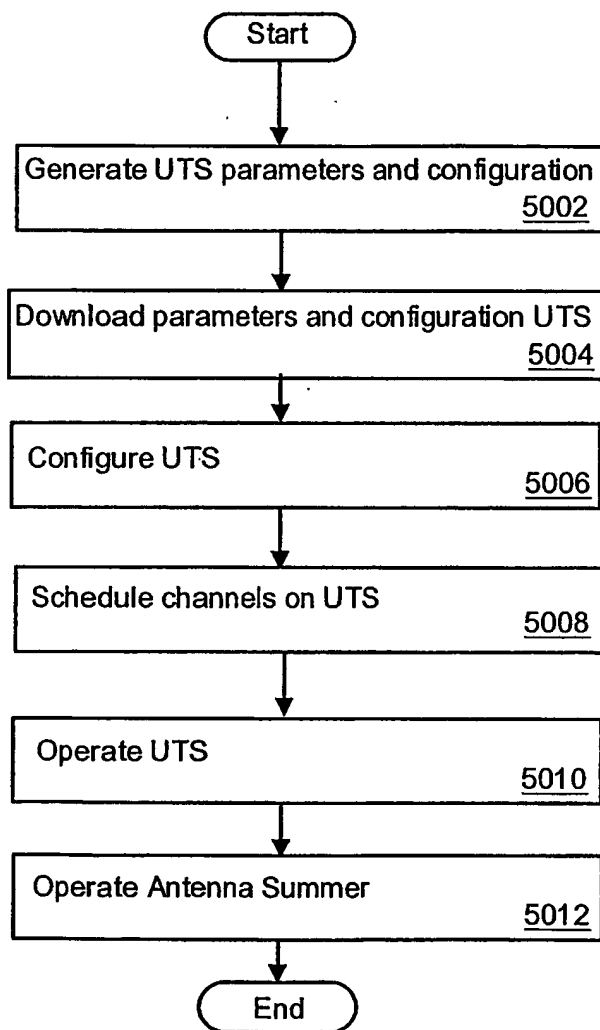 Start
Generate UTS parameters and configuration
5002
Download parameters and configuration UTS
5004
Configure UTS
5006
Schedule channels on UTS
5008
Operate UTS
5010
Operate Antenna Summer
5012
End